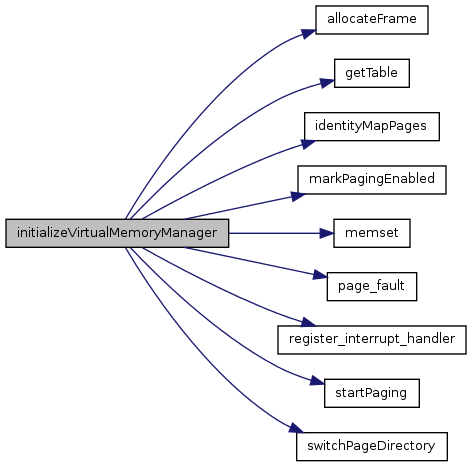 allocateFrame
getTable
identityMapPages
markPagingEnabled
initializeVirtualMemoryManager
memset
page_fault
register_interrupt_handler
startPaging
switchPageDirectory